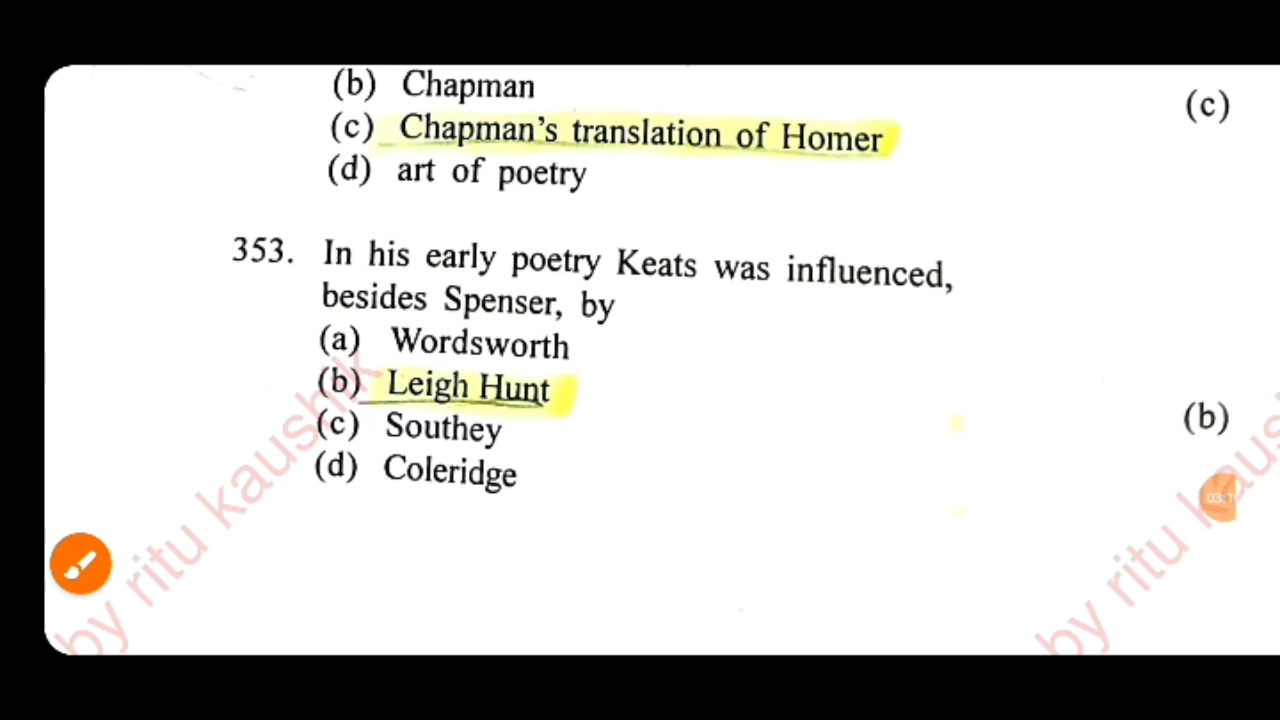 (b) Chapman
(c) Chapman's translation of Homer
(c)
(d) art of poetry
353. In his early poetry Keats was influenced,
besides Spenser, by
(a) Wordsworth
(b) Leigh Hunt
(c) Southey
(b)
(d) Coleridge
by ritu kaushik
by ritu kaus